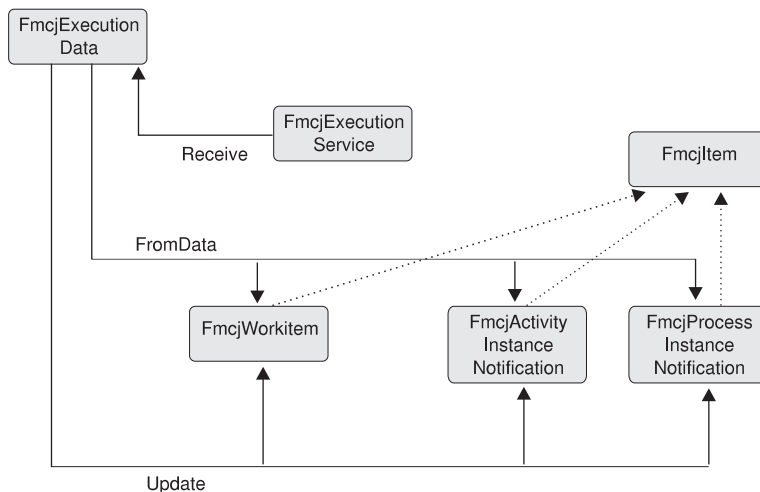 FmcjExecution
Data
FmcjExecution
Service
Receive
FmcjItem
FromData
FmcjWorkitem
FmcjActivity
Instance
Notification
FmcjProcess
Instance
Notification
Update